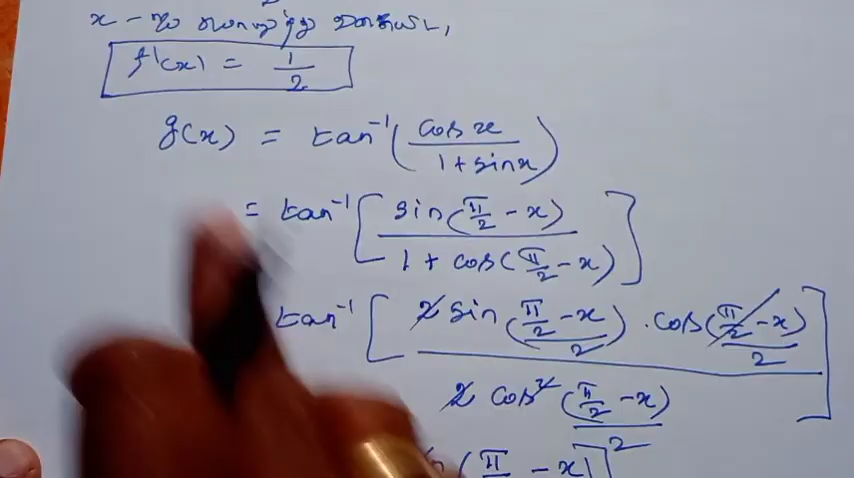 x -
f'(x) = 1/2
g(x) = tan⁻¹(cos x / 1 + sin x)
= tan⁻¹[sin(π/2 - x) / 1 + cos(π/2 - x)]
tan⁻¹[2 sin (π/2 - x)/2 . cos (π/2 - x)/2 / 2 cos² (π/2 - x)/2]
(π - x)]